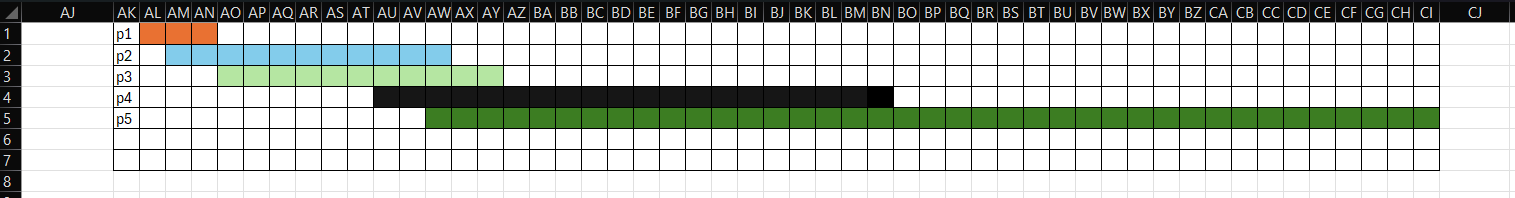 AJ AK AL AM AN AO AP AQ AR AS AT AU AV AW AX AY AZ BA BB BC BD BE BF BG BH BI BJ BK BL BM BN BO BP BQ BR BS BT BU BV BW BX BY BZ CA CB CC CD CE CF CG CH CI CJ
1 p1
2 p2
3 p3
4 p4
5 p5
6
7
8